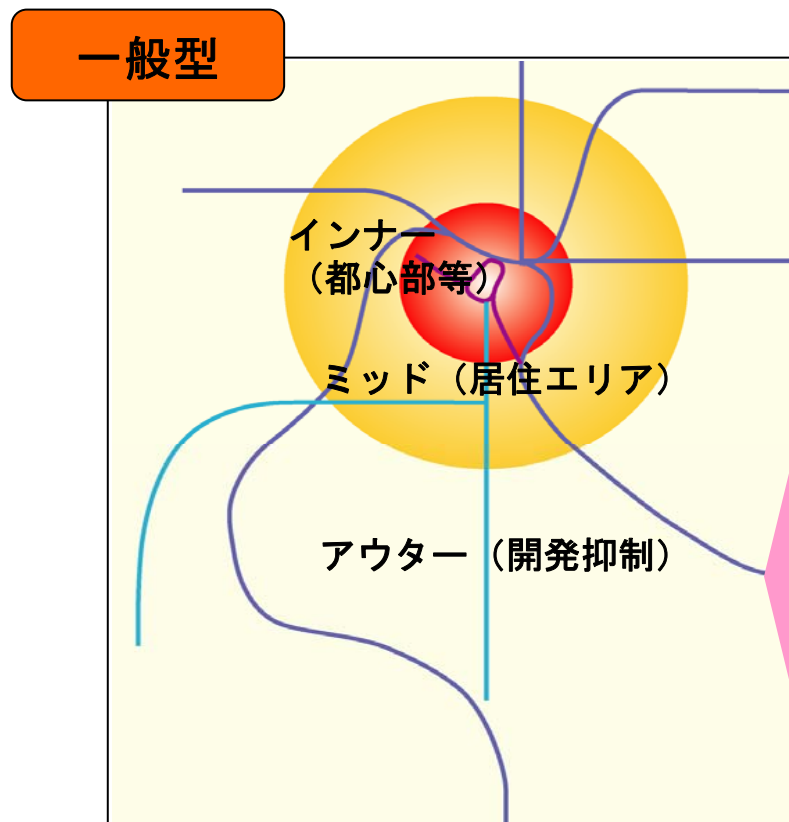 一般型
インナー
（都心部等）
ミッド（居住エリア）
アウター（開発抑制）